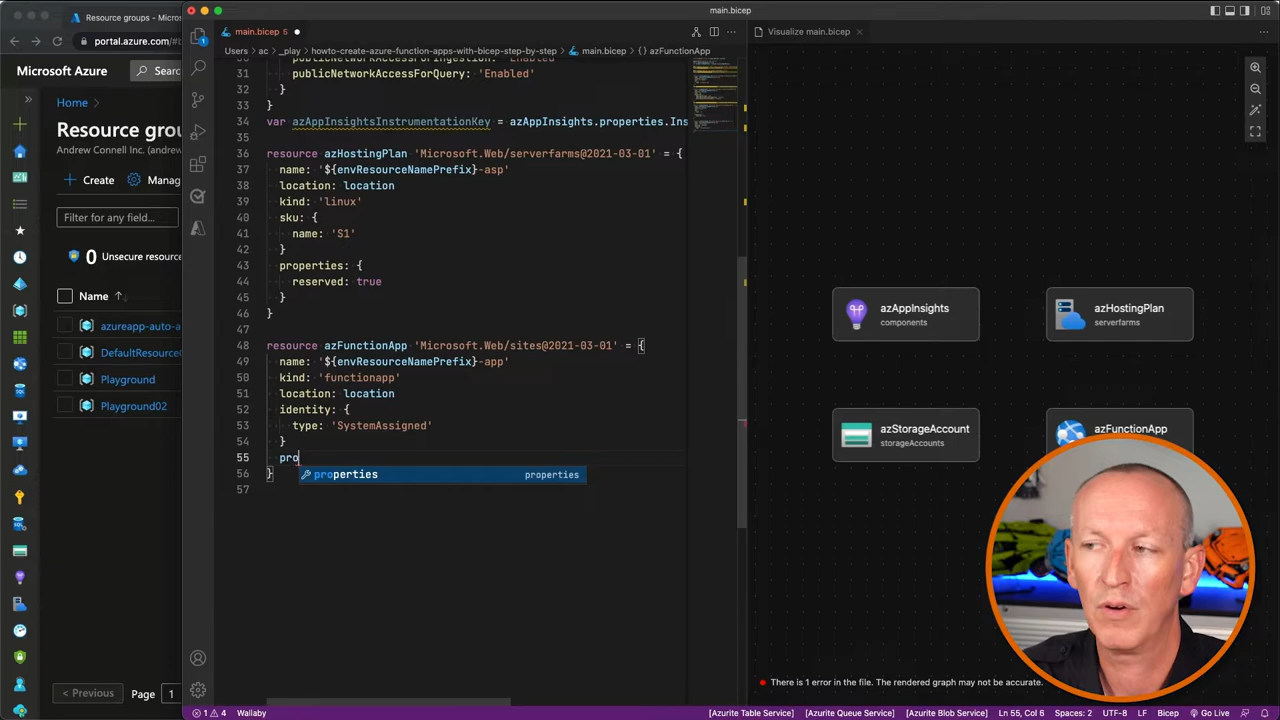 Resource groups - Micros
portal.azure.com/#b
rosoft Azure
Searc
Home
Resource grou
Andrew Connell Inc. (andrew
Create
Manag
Filter for any field...
0 Unsecure resource
Name ↑
azureapp-auto-a
DefaultResourceG
Playground
Playground02
< Previous
Page
1
main.bicep
main.bicep 5
Users > ac > _play > howto-create-azure-function-apps-with-bicep-step-by-step > main.bicep > {} azFunctionApp
31 publicNetworkAccessForQuery: 'Enabled'
32 }
33 }
34 var azAppInsightsInstrumentationKey = azAppInsights.properties.Ins
35
36 resource azHostingPlan 'Microsoft.Web/serverfarms@2021-03-01' = {
37 name: '${envResourceNamePrefix}-asp'
38 location: location
39 kind: 'linux'
40 sku: {
41 name: 'S1'
42 }
43 properties: {
44 reserved: true
45 }
46 }
47
48 resource azFunctionApp 'Microsoft.Web/sites@2021-03-01' = {
49 name: '${envResourceNamePrefix}-app'
50 kind: 'functionapp'
51 location: location
52 identity: {
53 type: 'SystemAssigned'
54 }
55 pro
properties properties
56 }
57
Visualize main.bicep
azAppInsights
components
azHostingPlan
serverfarms
azStorageAccount
storageAccounts
azFunctionApp
There is 1 error in the file. The rendered graph may not be accurate.
1 4 Wallaby
[Azurite Table Service] [Azurite Queue Service] [Azurite Blob Service] Ln 55, Col 6 Spaces: 2 UTF-8 LF Bicep Go Live